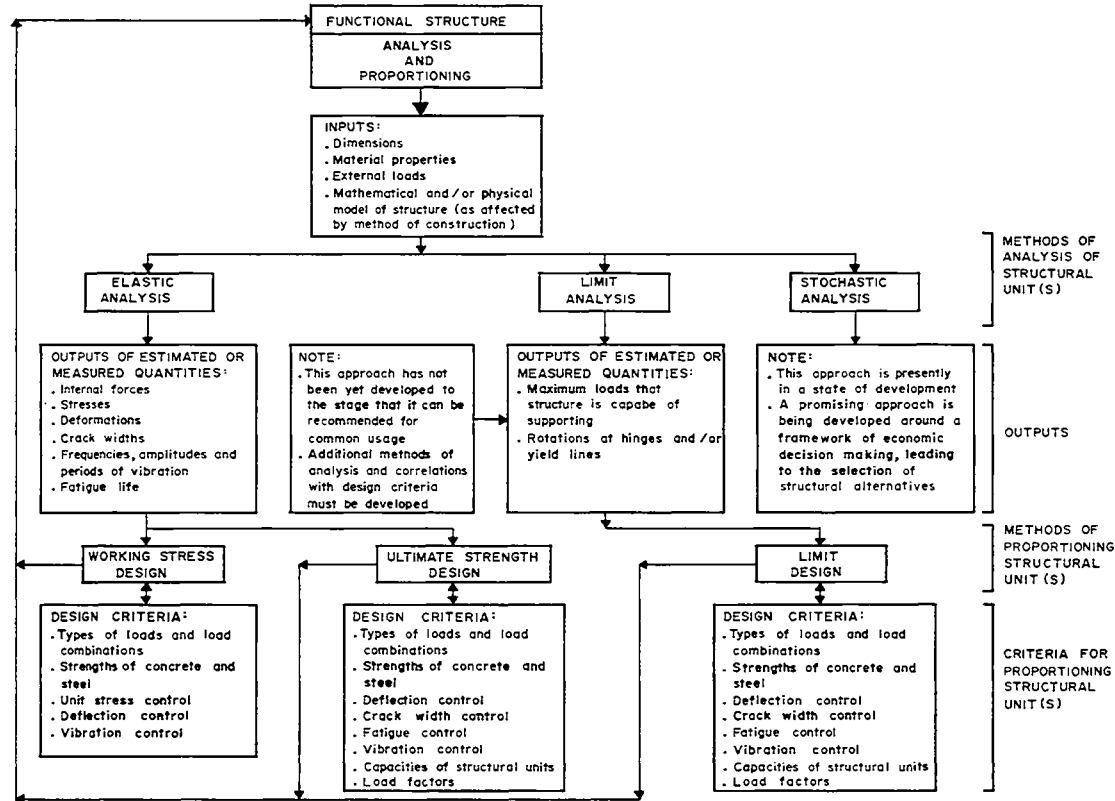 FUNCTIONAL STRUCTURE
ANALYSIS
AND
PROPORTIONING
INPUTS:
. Dimensions
. Material properties
. External loads
. Mathematical and/or physical
model of structure (as affected
by method of construction)
METHODS OF
ANALYSIS OF
STRUCTURAL
UNIT(S)
ELASTIC
ANALYSIS
LIMIT
ANALYSIS
STOCHASTIC
ANALYSIS
OUTPUTS OF ESTIMATED OR
MEASURED QUANTITIES:
. Internal forces
. Stresses
. Deformations
. Crack widths
. Frequencies, amplitudes and
periods of vibration
. Fatigue life
NOTE:
. This approach has not
been yet developed to
the stage that it can be
recommended for
common usage
. Additional methods of
analysis and correlations
with design criteria
must be developed
OUTPUTS OF ESTIMATED OR
MEASURED QUANTITIES:
. Maximum loads that
structure is capabe of
supporting
. Rotations at hinges and/or
yield lines
NOTE:
. This approach is presently
in a state of development
. A promising approach is
being developed around a
framework of economic
decision making, leading
to the selection of
structural alternatives
OUTPUTS
METHODS OF
PROPORTIONING
STRUCTURAL
UNIT(S)
WORKING STRESS
DESIGN
ULTIMATE STRENGTH
DESIGN
LIMIT
DESIGN
DESIGN CRITERIA:
. Types of loads and load
combinations
. Strengths of concrete and
steel
. Unit stress control
. Deflection control
. Vibration control
DESIGN CRITERIA:
. Types of loads and load
combinations
. Strengths of concrete and
steel
. Deflection control
. Crack width control
. Fatigue control
. Vibration control
. Capacities of structural units
. Load factors
DESIGN CRITERIA:
. Types of loads and load
combinations
. Strengths of concrete and
steel
. Deflection control
. Crack width control
. Fatigue control
. Vibration control
. Capacities of structural units
. Load factors
CRITERIA FOR
PROPORTIONING
STRUCTURAL
UNIT(S)